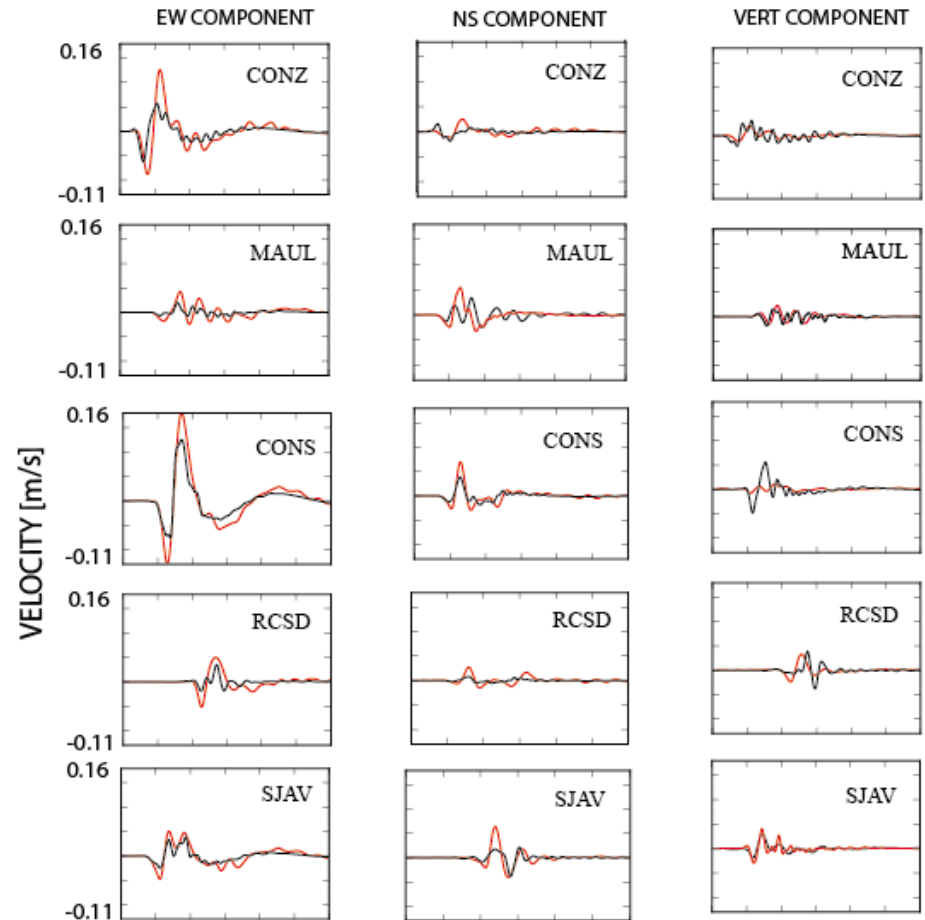 EW COMPONENT NS COMPONENT VERT COMPONENT
0.16
CONZ CONZ CONZ
-0.11
0.16
MAUL MAUL MAUL
-0.11
0.16
CONS CONS CONS
-0.11
VELOCITY [m/s]
0.16
RCSD RCSD RCSD
-0.11
0.16
SJAV SJAV SJAV
-0.11